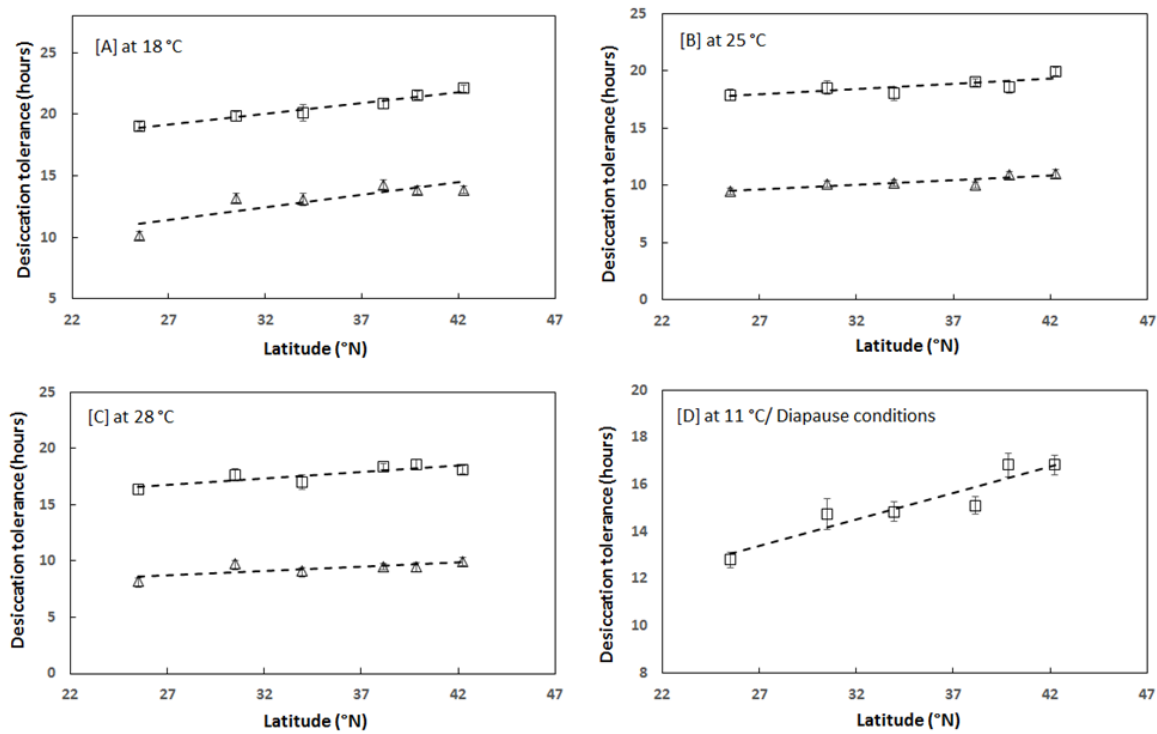 [A] at 18 °C
Desiccation tolerance (hours)
25
20
15
10
5
22 27 32 37 42 47
Latitude (°N)
[B] at 25 °C
Desiccation tolerance (hours)
25
20
15
10
5
0
22 27 32 37 42 47
Latitude (°N)
[C] at 28 °C
Desiccation tolerance (hours)
25
20
15
10
5
0
22 27 32 37 42 47
Latitude (°N)
[D] at 11 °C/ Diapause conditions
Desiccation tolerance (hours)
20
18
16
14
12
10
8
22 27 32 37 42 47
Latitude (°N)